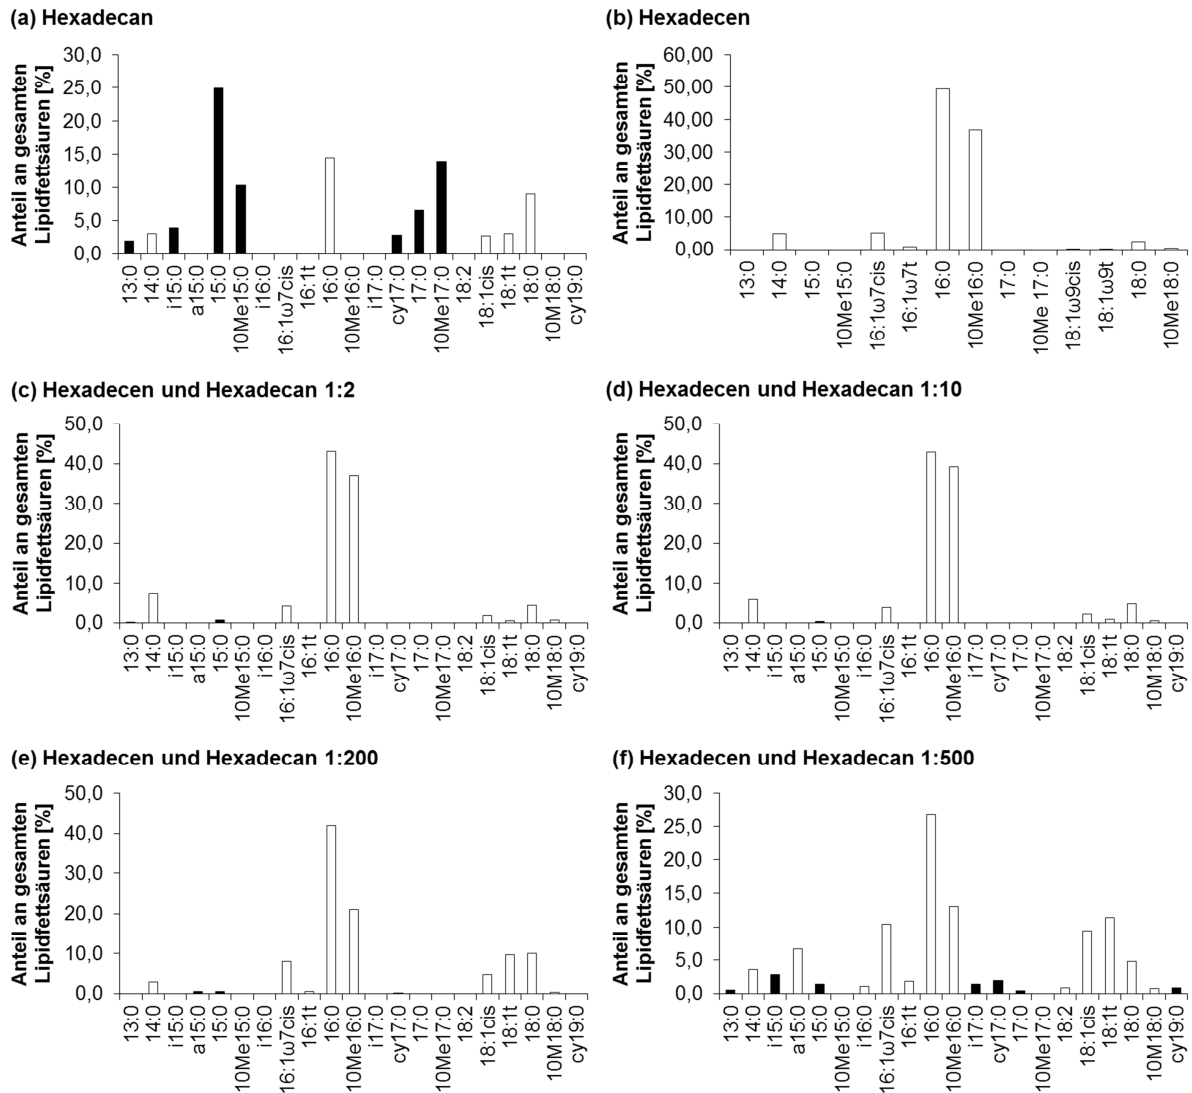 (a) Hexadecan
Anteil an gesamten
Lipidfettsäuren [%]
30,0
25,0
20,0
15,0
10,0
5,0
0,0
13:0
14:0
i15:0
a15:0
15:0
10Me15:0
i16:0
16:1ω7cis
16:1t
16:0
10Me16:0
i17:0
cy17:0
17:0
10Me17:0
18:2
18:1cis
18:1t
18:0
10M18:0
cy19:0
(b) Hexadecen
Anteil an gesamten
Lipidfettsäuren [%]
60,00
50,00
40,00
30,00
20,00
10,00
0,00
13:0
14:0
15:0
10Me15:0
16:1ω7cis
16:1ω7t
16:0
10Me16:0
17:0
10Me 17:0
18:1ω9cis
18:1ω9t
18:0
10Me18:0
(c) Hexadecen und Hexadecan 1:2
Anteil an gesamten
Lipidfettsäuren [%]
50,0
40,0
30,0
20,0
10,0
0,0
13:0
14:0
i15:0
a15:0
15:0
10Me15:0
i16:0
16:1ω7cis
16:1t
16:0
10Me16:0
i17:0
cy17:0
17:0
10Me17:0
18:2
18:1cis
18:1t
18:0
10M18:0
cy19:0
(d) Hexadecen und Hexadecan 1:10
Anteil an gesamten
Lipidfettsäuren [%]
50,0
40,0
30,0
20,0
10,0
0,0
13:0
14:0
i15:0
a15:0
15:0
10Me15:0
i16:0
16:1ω7cis
16:1t
16:0
10Me16:0
i17:0
cy17:0
17:0
10Me17:0
18:2
18:1cis
18:1t
18:0
10M18:0
cy19:0
(e) Hexadecen und Hexadecan 1:200
Anteil an gesamten
Lipidfettsäuren [%]
50,0
40,0
30,0
20,0
10,0
0,0
13:0
14:0
i15:0
a15:0
15:0
10Me15:0
i16:0
16:1ω7cis
16:1t
16:0
10Me16:0
i17:0
cy17:0
17:0
10Me17:0
18:2
18:1cis
18:1t
18:0
10M18:0
cy19:0
(f) Hexadecen und Hexadecan 1:500
Anteil an gesamten
Lipidfettsäuren [%]
30,0
25,0
20,0
15,0
10,0
5,0
0,0
13:0
14:0
i15:0
a15:0
15:0
10Me15:0
i16:0
16:1ω7cis
16:1t
16:0
10Me16:0
i17:0
cy17:0
17:0
10Me17:0
18:2
18:1cis
18:1t
18:0
10M18:0
cy19:0